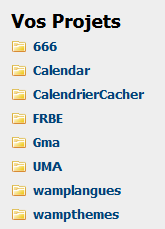 Vos Projets
666
Calendar
CalendrierCacher
FRBE
Gma
UMA
wamplangues
wampthemes